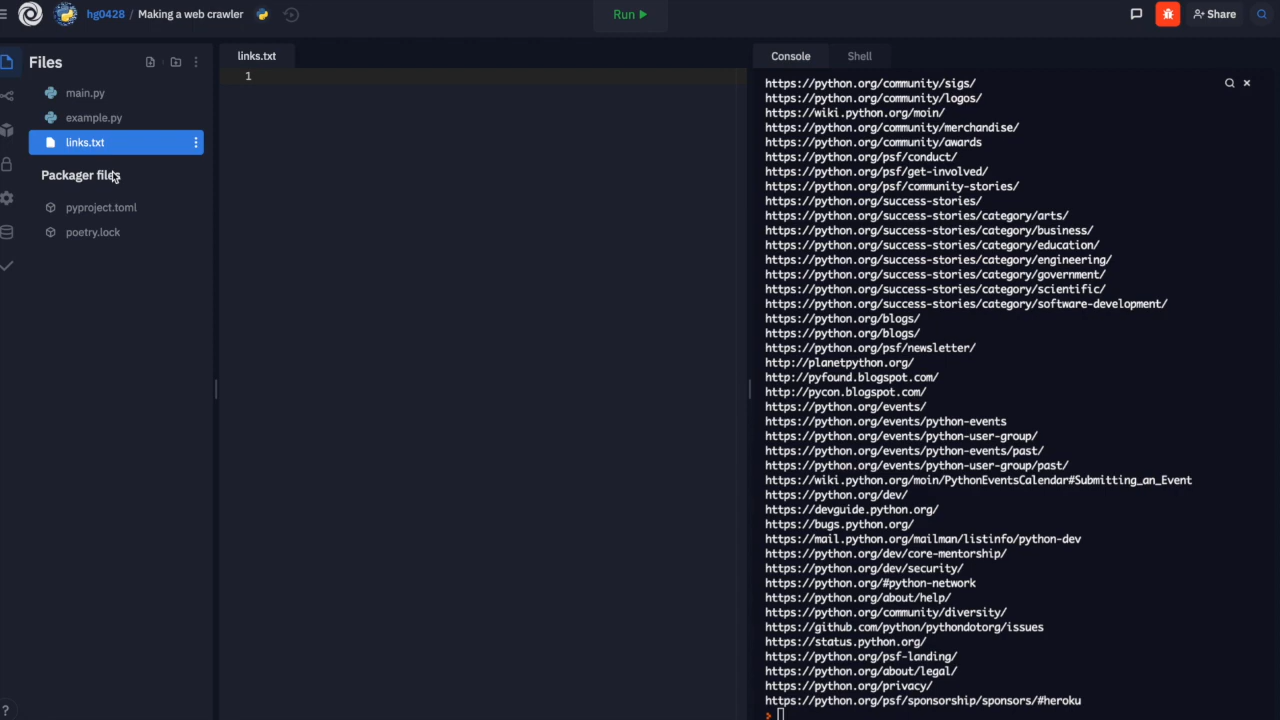 hg0428 / Making a web crawler
Run
Share
Files
main.py
example.py
links.txt
Packager files
pyproject.toml
poetry.lock
?
links.txt
1
Console
Shell
https://python.org/community/sigs/
https://python.org/community/logos/
https://wiki.python.org/moin/
https://python.org/community/merchandise/
https://python.org/community/awards
https://python.org/psf/conduct/
https://python.org/psf/get-involved/
https://python.org/psf/community-stories/
https://python.org/success-stories/
https://python.org/success-stories/category/arts/
https://python.org/success-stories/category/business/
https://python.org/success-stories/category/education/
https://python.org/success-stories/category/engineering/
https://python.org/success-stories/category/government/
https://python.org/success-stories/category/scientific/
https://python.org/success-stories/category/software-development/
https://python.org/blogs/
https://python.org/blogs/
https://python.org/psf/newsletter/
http://planetpython.org/
http://pyfound.blogspot.com/
http://pycon.blogspot.com/
https://python.org/events/
https://python.org/events/python-events
https://python.org/events/python-user-group/
https://python.org/events/python-events/past/
https://python.org/events/python-user-group/past/
https://wiki.python.org/moin/PythonEventsCalendar#Submitting_an_Event
https://python.org/dev/
https://devguide.python.org/
https://bugs.python.org/
https://mail.python.org/mailman/listinfo/python-dev
https://python.org/dev/core-mentorship/
https://python.org/dev/security/
https://python.org/#python-network
https://python.org/about/help/
https://python.org/community/diversity/
https://github.com/python/pythondotorg/issues
https://status.python.org/
https://python.org/psf-landing/
https://python.org/about/legal/
https://python.org/privacy/
https://python.org/psf/sponsorship/sponsors/#heroku